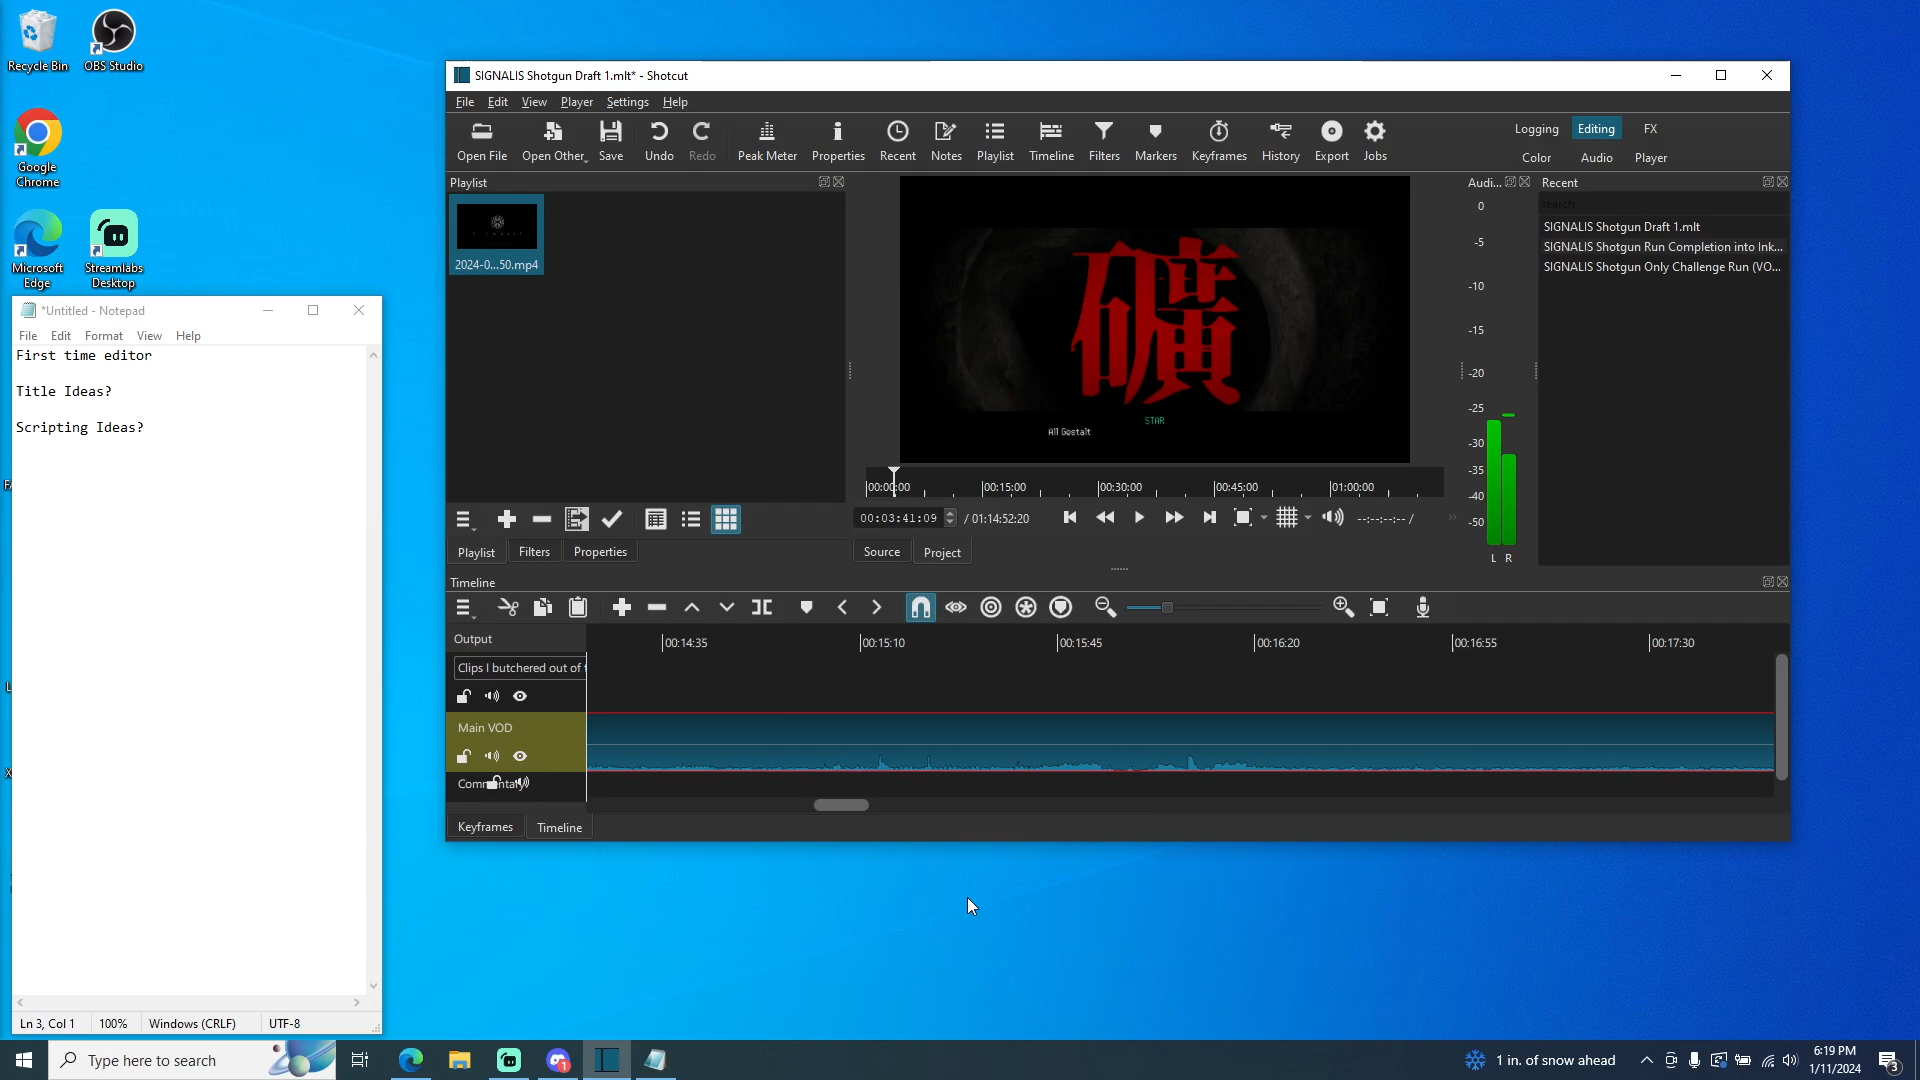 Recycle Bin
OBS Studio
Google
Chrome
Microsoft
Edge
Streamlabs
Desktop
*Untitled - Notepad
File Edit Format View Help
First time editor
Title Ideas?
Scripting Ideas?
Ln 3, Col 1 100% Windows (CRLF) UTF-8
SIGNALIS Shotgun Draft 1.mlt* - Shotcut
File Edit View Player Settings Help
Open File Open Other Save Undo Redo Peak Meter Properties Recent Notes Playlist Timeline Filters Markers Keyframes History Export Jobs
Logging Editing FX
Color Audio Player
Playlist
2024-0...50.mp4
礦
STAR
All Gestalt
Audi...
0
-5
-10
-15
-20
-25
-30
-35
-40
-50
L R
Recent
search
SIGNALIS Shotgun Draft 1.mlt
SIGNALIS Shotgun Run Completion into Ink...
SIGNALIS Shotgun Only Challenge Run (VO...
00:00:00 00:15:00 00:30:00 00:45:00 01:00:00
00:03:41:09 / 01:14:52:20 --:--:--:-- /
Playlist Filters Properties
Source Project
Timeline
Output
00:14:35 00:15:10 00:15:45 00:16:20 00:16:55 00:17:30
Clips I butchered out of
Main VOD
Commentary
Keyframes Timeline
Type here to search
1 in. of snow ahead
6:19 PM
1/11/2024
1
3